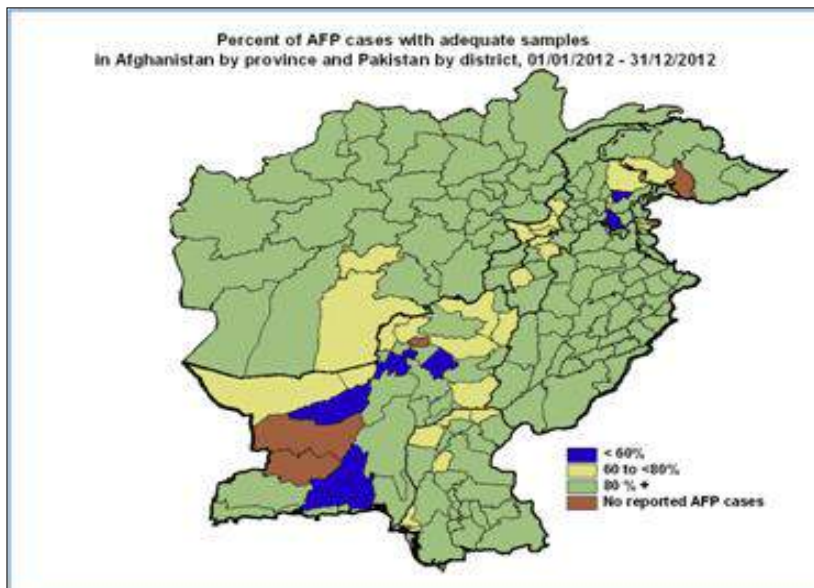 Percent of AFP cases with adequate samples
in Afghanistan by province and Pakistan by district, 01/01/2012 - 31/12/2012
< 60%
60 to <80%
80 % +
No reported AFP cases